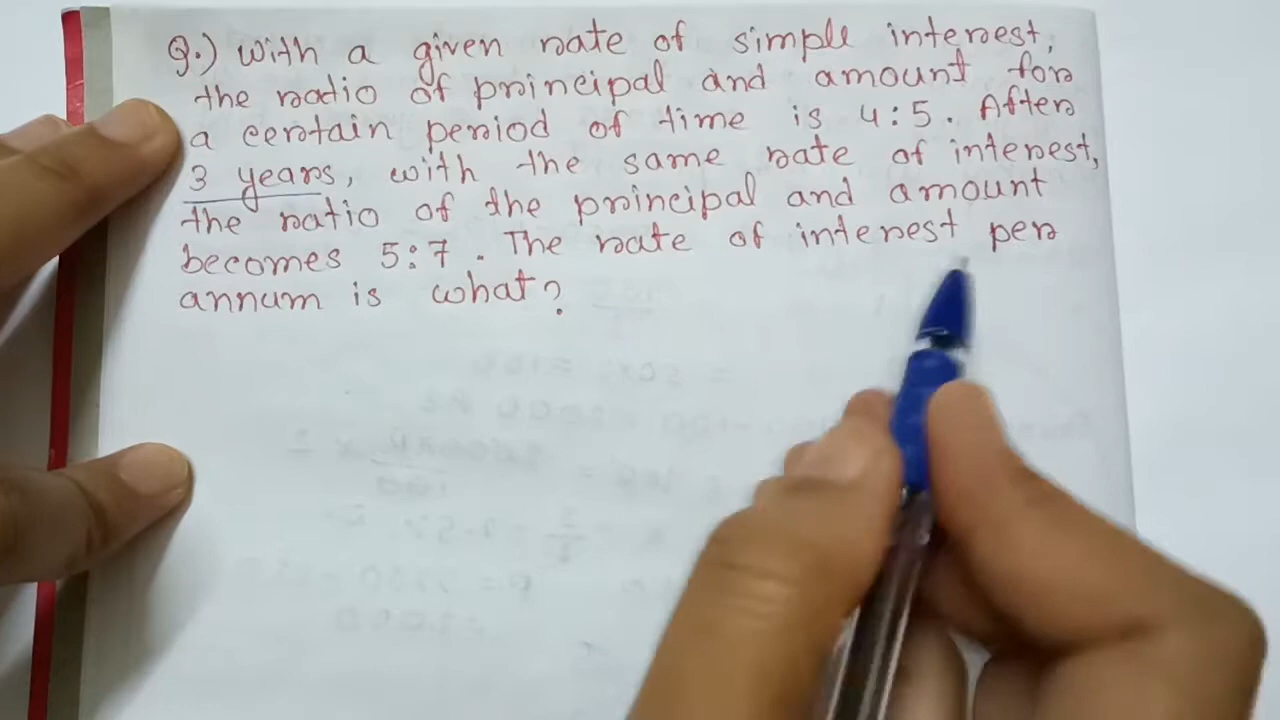 Q.) With a given rate of simple interest,
the ratio of principal and amount for
a certain period of time is 4:5. After
3 years, with the same rate of interest,
the ratio of the principal and amount
becomes 5:7. The rate of interest per
annum is what?